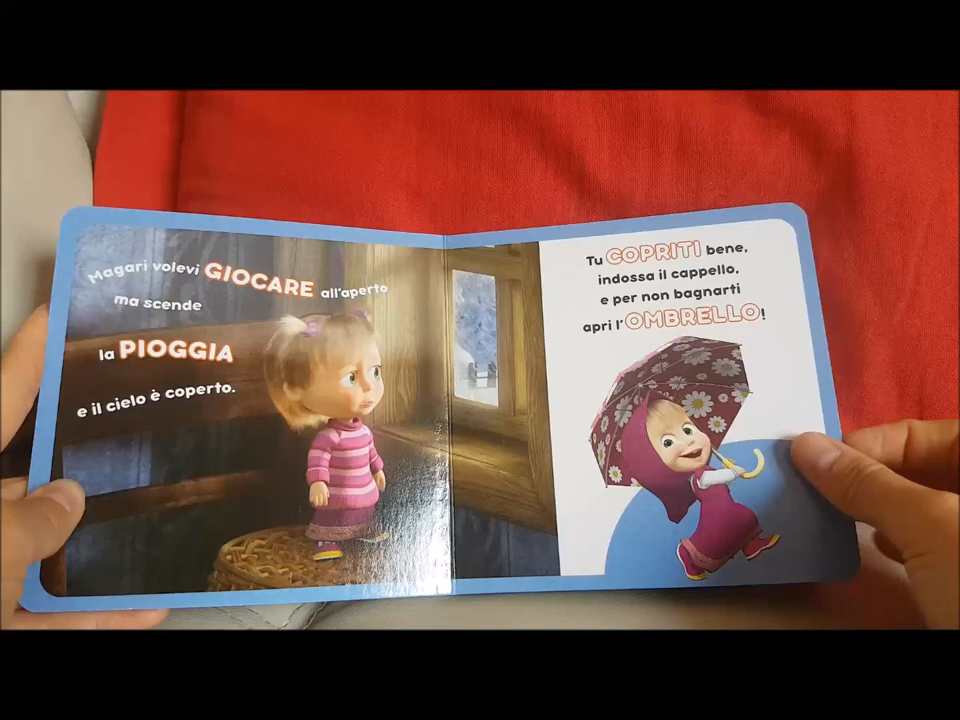 Magari volevi GIOCARE all'aperto
ma scende
la PIOGGIA
e il cielo è coperto.
Tu COPRITI bene,
indossa il cappello,
e per non bagnarti
apri l'OMBRELLO!